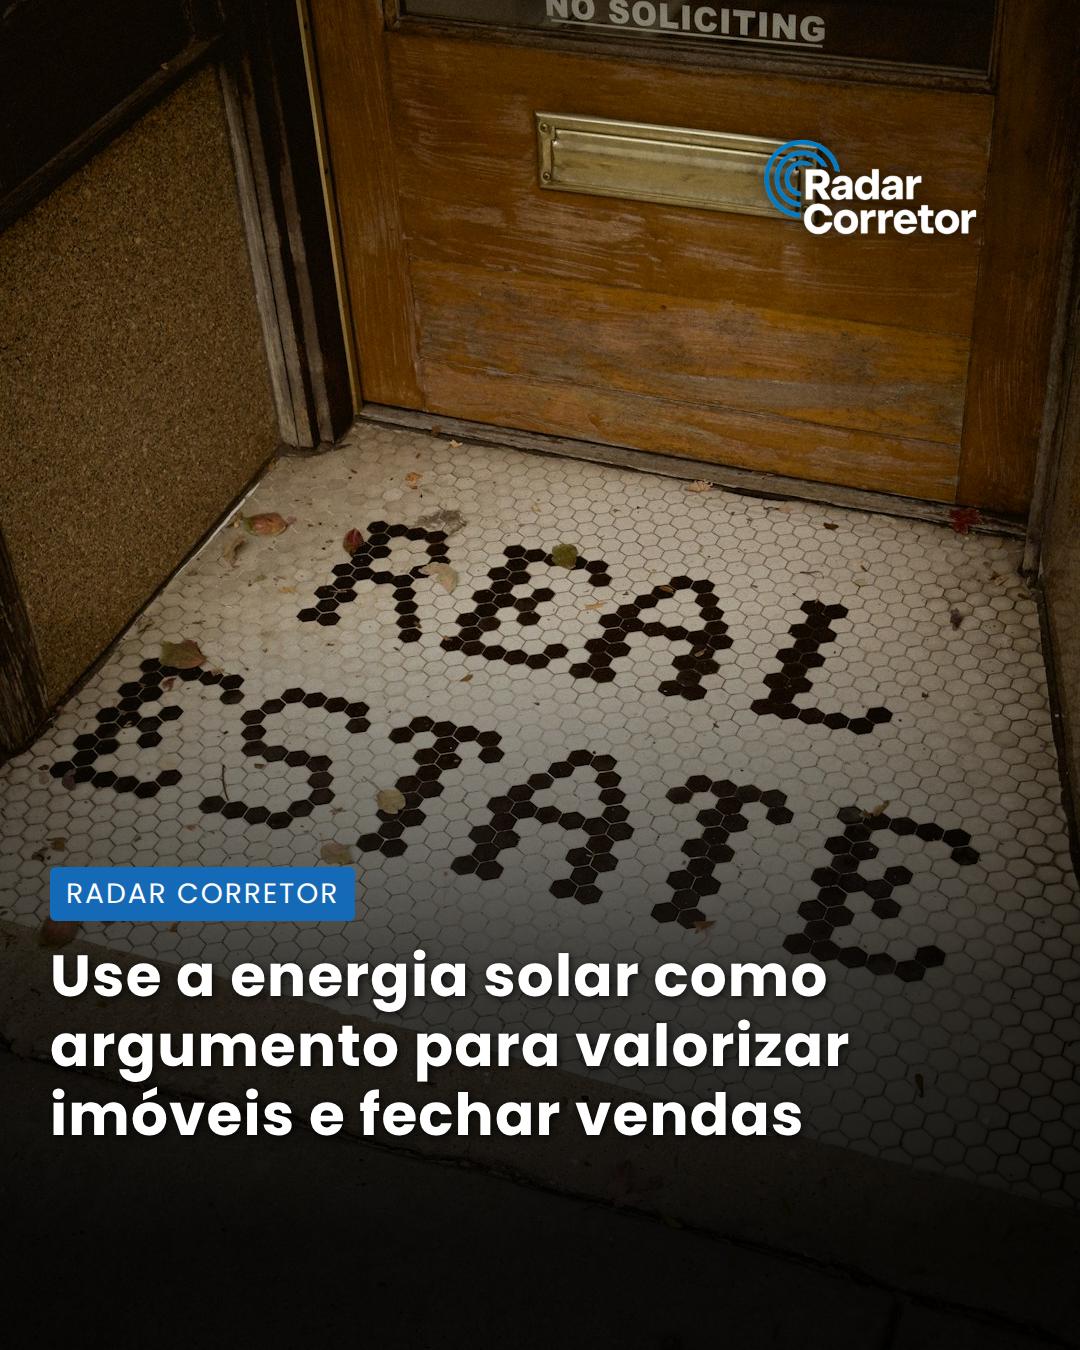 NO SOLICITING
Radar
Corretor
REAL
ESTATE
RADAR CORRETOR
Use a energia solar como
argumento para valorizar
imóveis e fechar vendas